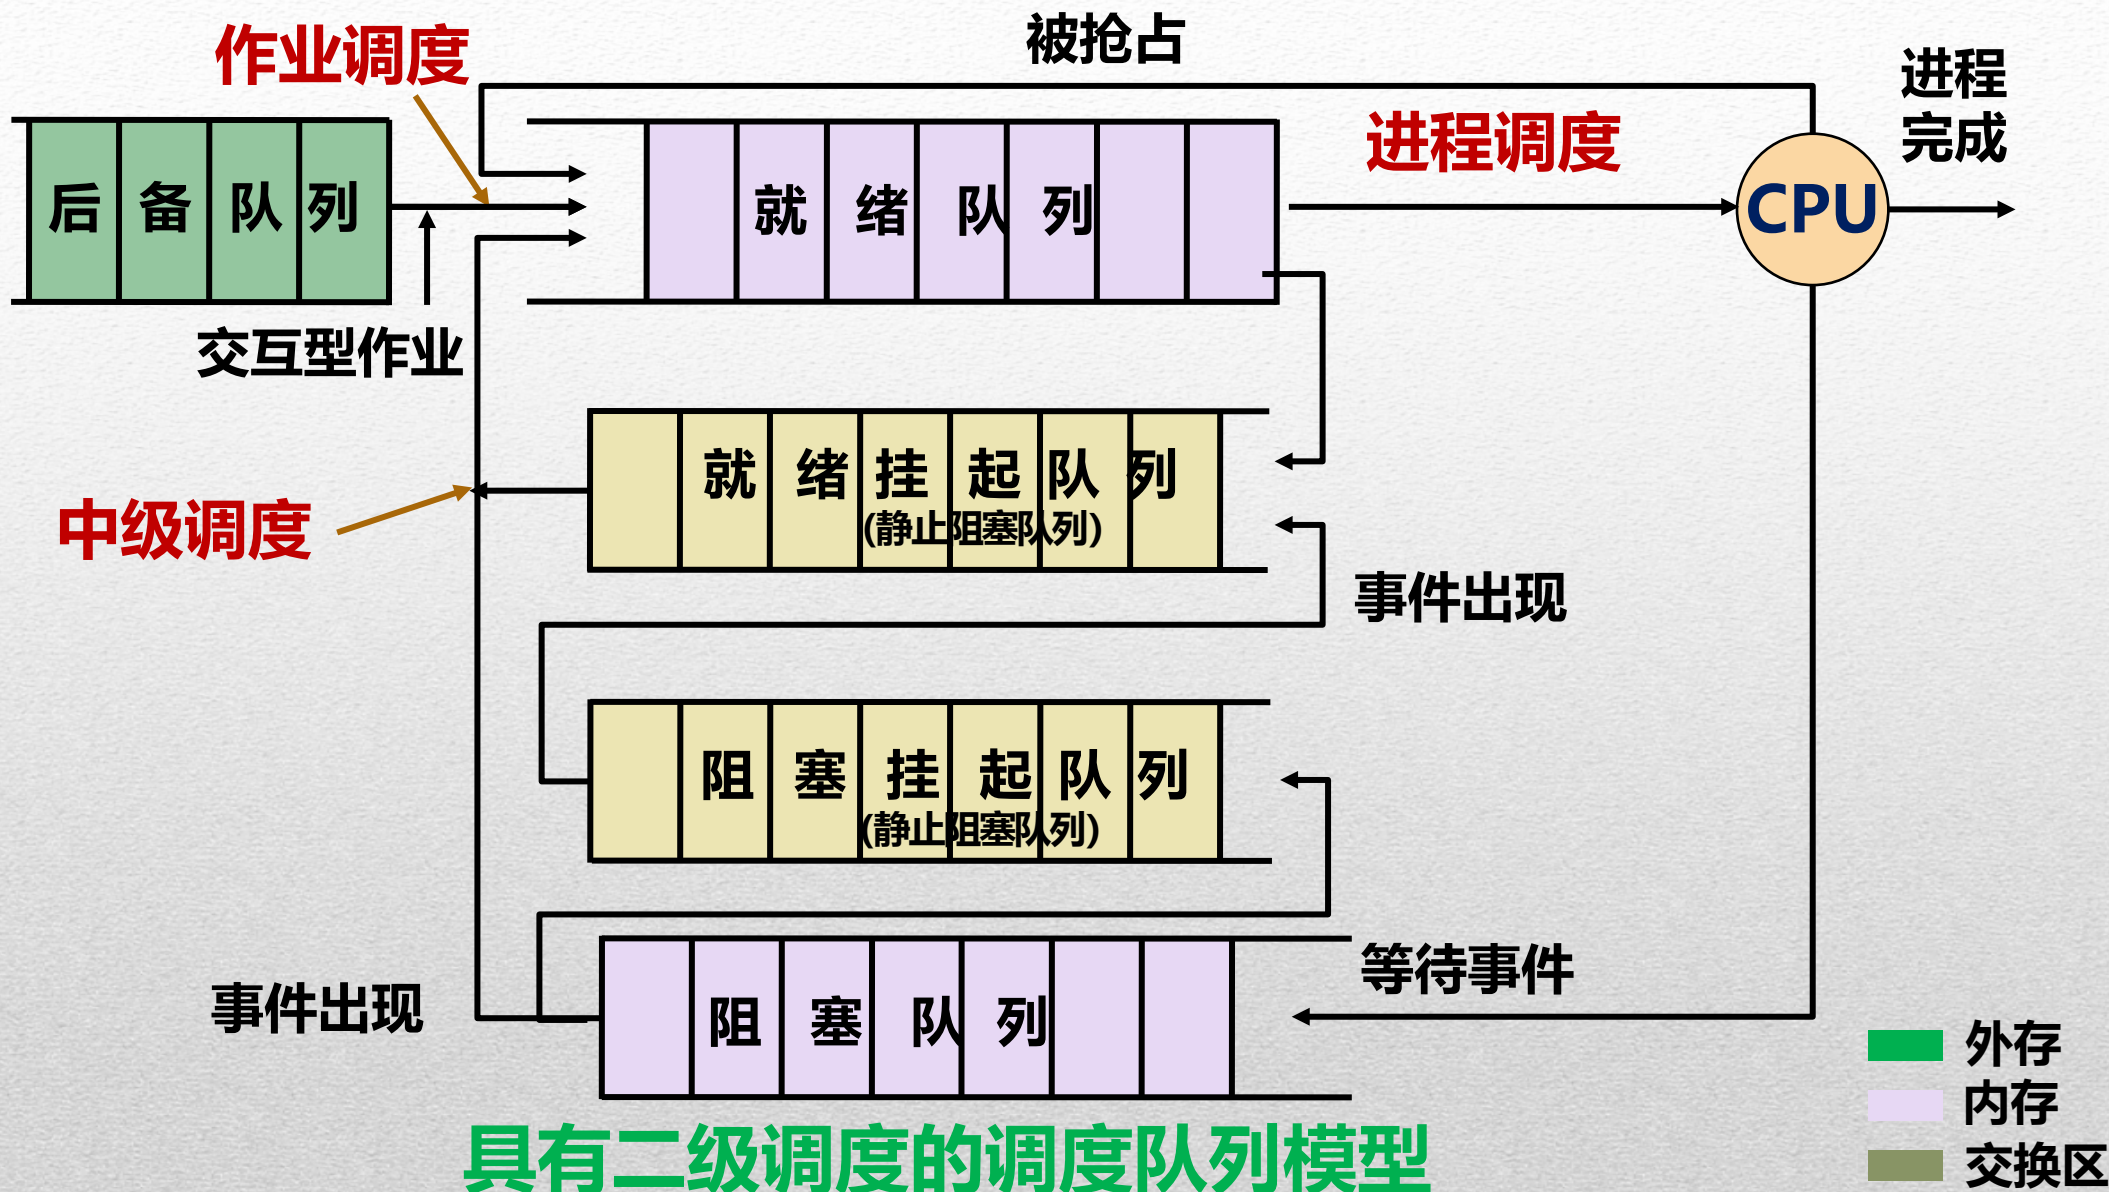 作业调度
被抢占
进程
完成
进程调度
后备队列
就绪队列
CPU
交互型作业
就绪挂起队列
(静止阻塞队列)
中级调度
事件出现
阻塞挂起队列
(静止阻塞队列)
等待事件
事件出现
阻塞队列
外存
内存
交换区
具有二级调度的调度队列模型